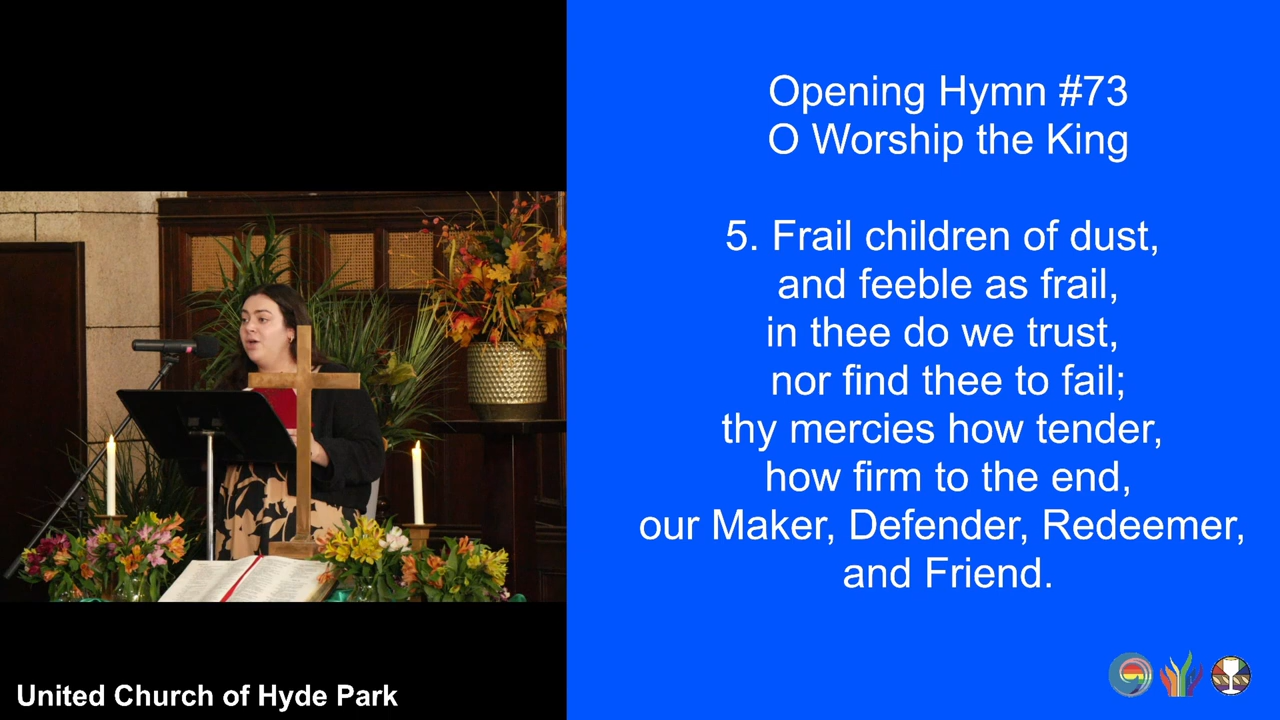 Opening Hymn #73
O Worship the King
5. Frail children of dust,
and feeble as frail,
in thee do we trust,
nor find thee to fail;
thy mercies how tender,
how firm to the end,
our Maker, Defender, Redeemer,
and Friend.
United Church of Hyde Park